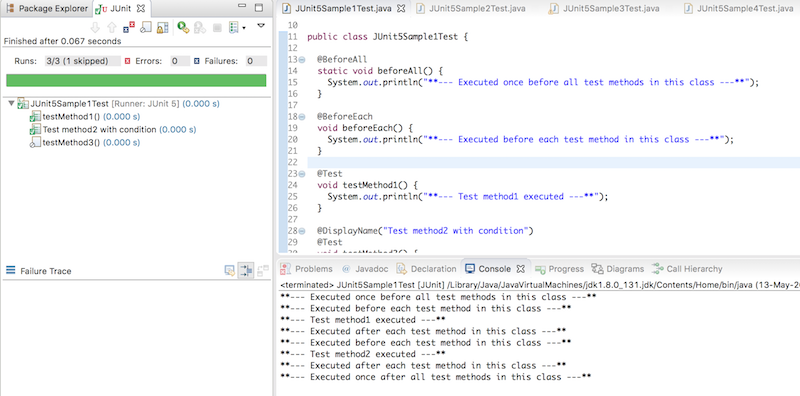 Package Explorer JUnit
Finished after 0.067 seconds
Runs: 3/3 (1 skipped) Errors: 0 Failures: 0
JUnit5Sample1Test [Runner: JUnit 5] (0.000 s)
testMethod1() (0.000 s)
Test method2 with condition (0.000 s)
testMethod3() (0.000 s)
Failure Trace
JUnit5Sample1Test.java JUnit5Sample2Test.java JUnit5Sample3Test.java JUnit5Sample4Test.java
10
11 public class JUnit5Sample1Test {
12
13 @BeforeAll
14 static void beforeAll() {
15 System.out.println("**--- Executed once before all test methods in this class ---**");
16 }
17
18 @BeforeEach
19 void beforeEach() {
20 System.out.println("**--- Executed before each test method in this class ---**");
21 }
22
23 @Test
24 void testMethod1() {
25 System.out.println("**--- Test method1 executed ---**");
26 }
27
28 @DisplayName("Test method2 with condition")
29 @Test
Problems Javadoc Declaration Console Progress Diagrams Call Hierarchy
<terminated> JUnit5Sample1Test [JUnit] /Library/Java/JavaVirtualMachines/jdk1.8.0_131.jdk/Contents/Home/bin/java (13-May-20
**--- Executed once before all test methods in this class ---**
**--- Executed before each test method in this class ---**
**--- Test method1 executed ---**
**--- Executed after each test method in this class ---**
**--- Executed before each test method in this class ---**
**--- Test method2 executed ---**
**--- Executed after each test method in this class ---**
**--- Executed once after all test methods in this class ---**